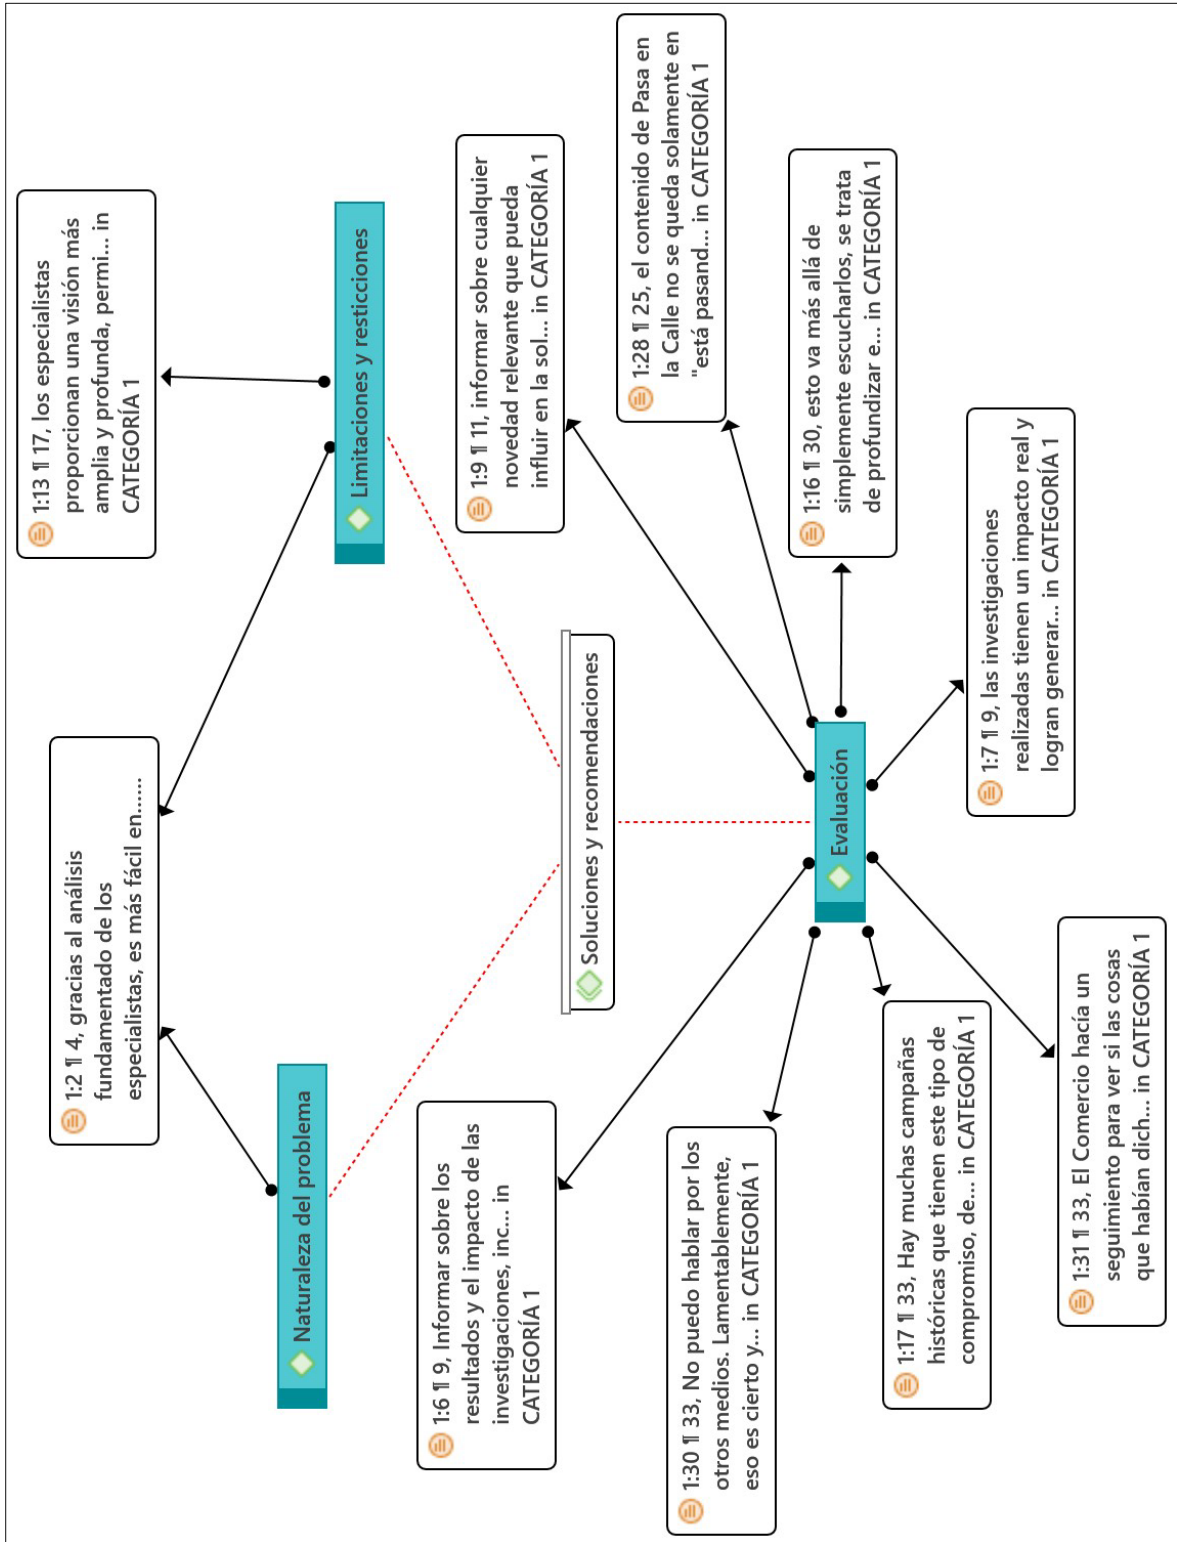 1:2 ¶ 4, gracias al análisis
fundamentado de los
especialistas, es más fácil en.......
1:13 ¶ 17, los especialistas
proporcionan una visión más
amplia y profunda, permi... in
CATEGORÍA 1
Naturaleza del problema
Limitaciones y resticciones
1:6 ¶ 9, Informar sobre los
resultados y el impacto de las
investigaciones, inc... in
CATEGORÍA 1
Soluciones y recomendaciones
1:9 ¶ 11, informar sobre cualquier
novedad relevante que pueda
influir en la sol... in CATEGORÍA 1
1:30 ¶ 33, No puedo hablar por los
otros medios. Lamentablemente,
eso es cierto y... in CATEGORÍA 1
1:28 ¶ 25, el contenido de Pasa en
la Calle no se queda solamente en
"está pasand... in CATEGORÍA 1
Evaluación
1:16 ¶ 30, esto va más allá de
simplemente escucharlos, se trata
de profundizar e... in CATEGORÍA 1
1:17 ¶ 33, Hay muchas campañas
históricas que tienen este tipo de
compromiso, de... in CATEGORÍA 1
1:7 ¶ 9, las investigaciones
realizadas tienen un impacto real y
logran generar... in CATEGORÍA 1
1:31 ¶ 33, El Comercio hacía un
seguimiento para ver si las cosas
que habían dich... in CATEGORÍA 1